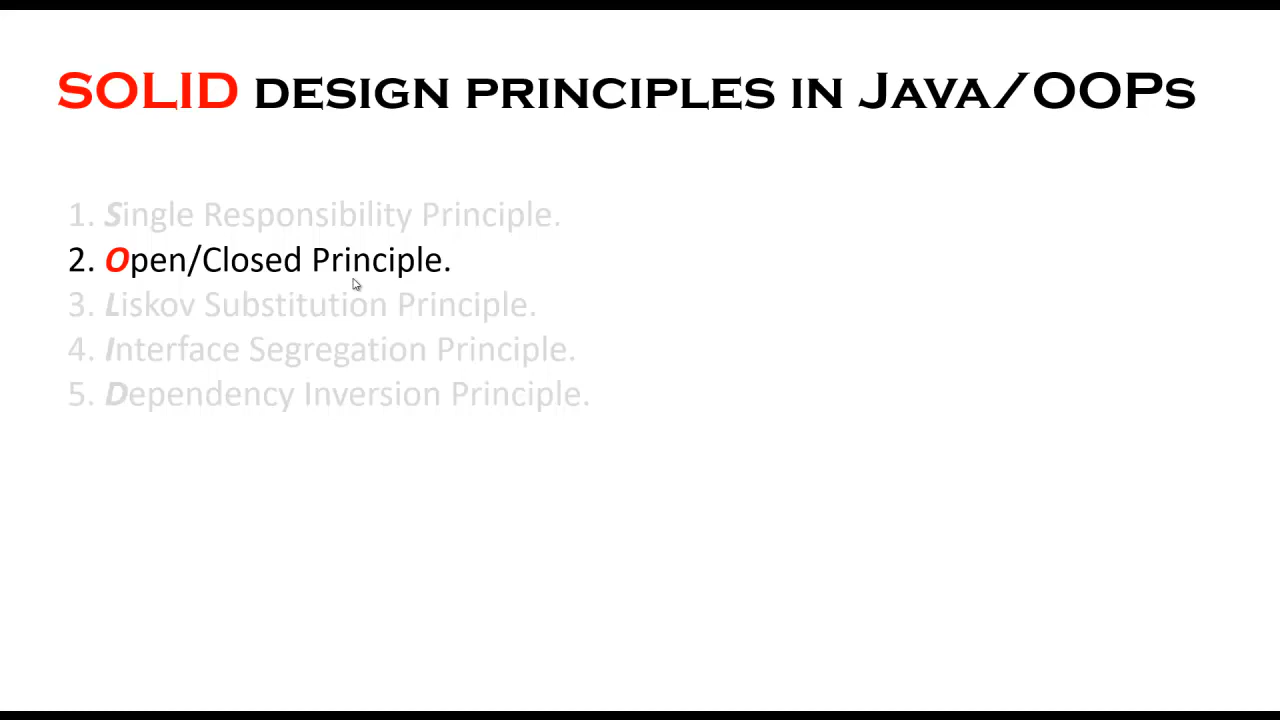 SOLID DESIGN PRINCIPLES IN JAVA/OOPS
1. Single Responsibility Principle.
2. Open/Closed Principle.
3. Liskov Substitution Principle.
4. Interface Segregation Principle.
5. Dependency Inversion Principle.